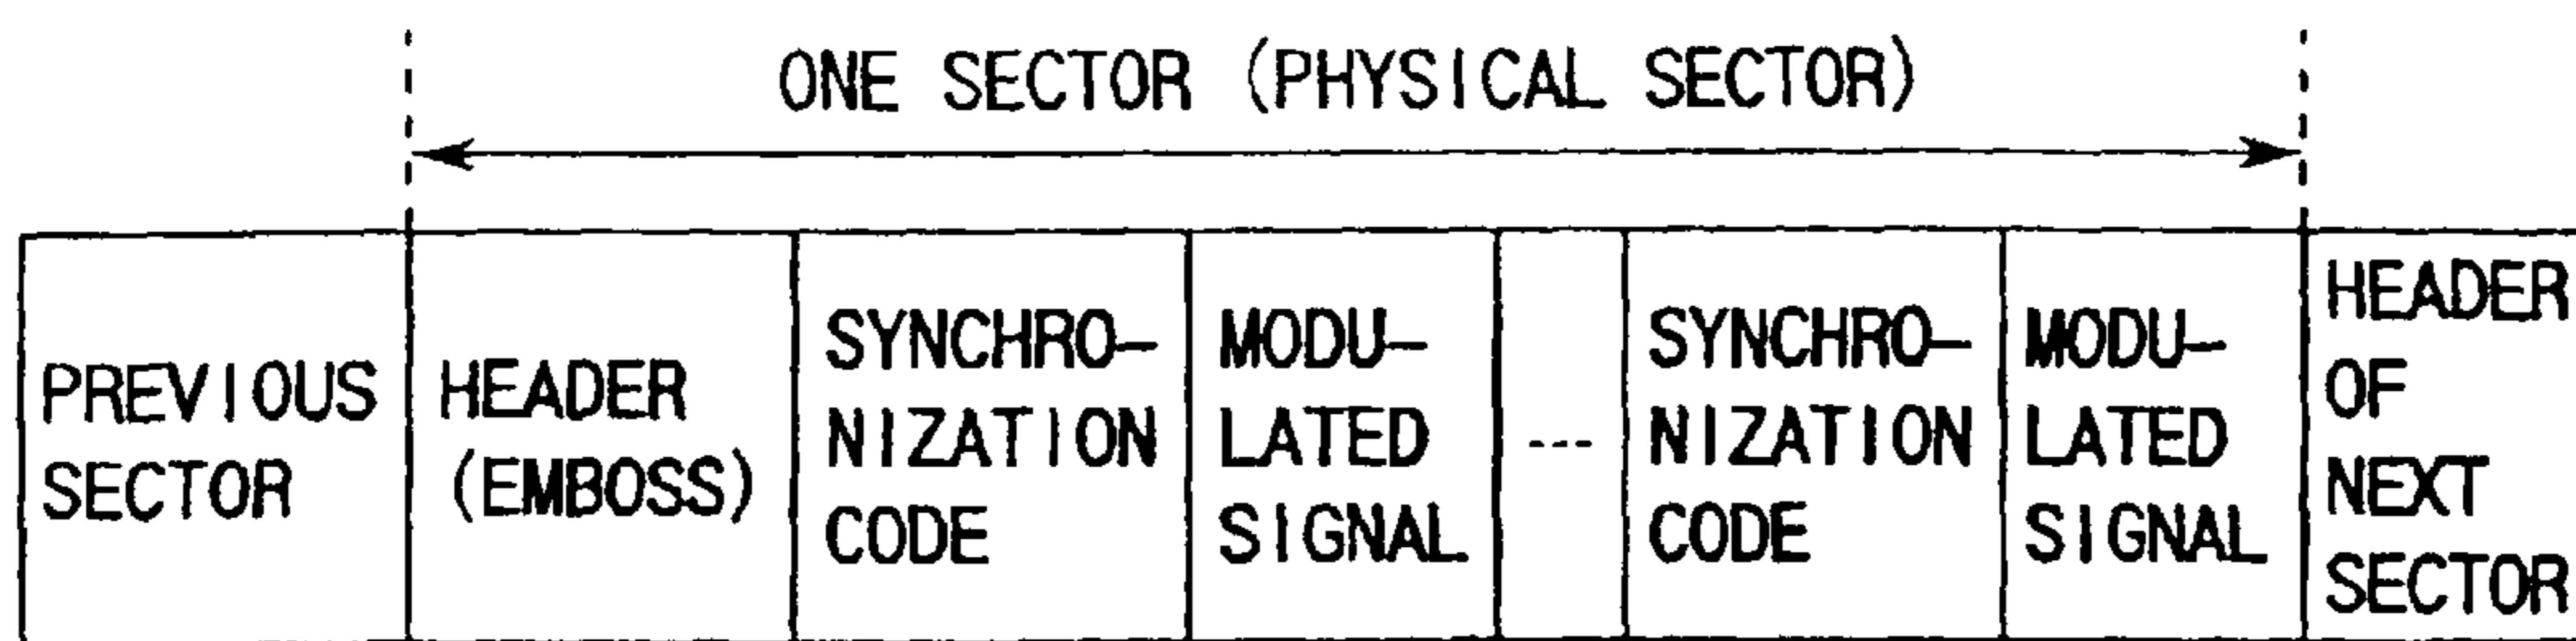 ONE SECTOR (PHYSICAL SECTOR)
PREVIOUS
SECTOR
HEADER
(EMBOSS)
SYNCHRO–
NIZATION
CODE
MODU–
LATED
SIGNAL
---
SYNCHRO–
NIZATION
CODE
MODU–
LATED
SIGNAL
HEADER
OF
NEXT
SECTOR